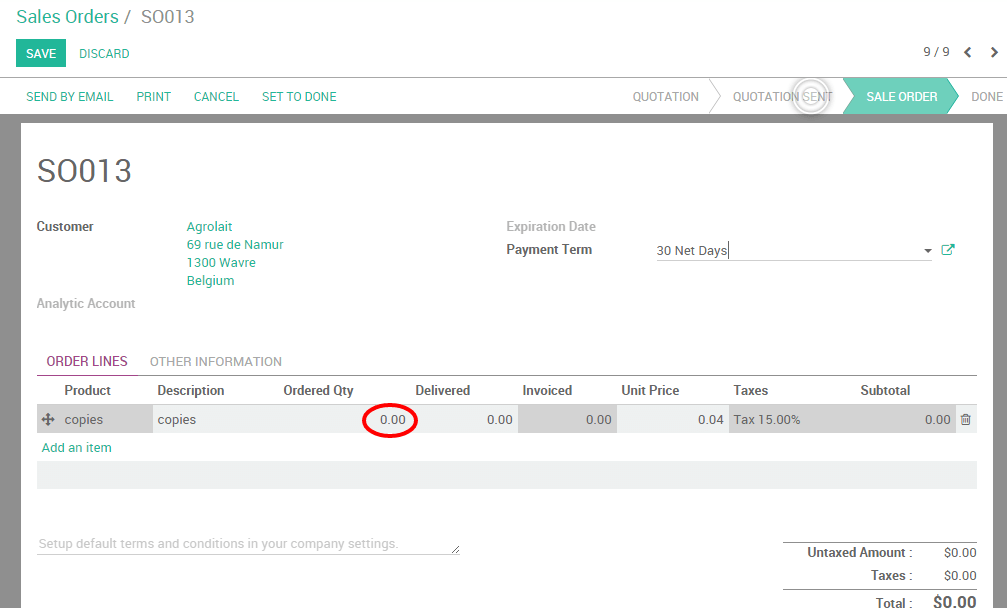 Sales Orders / SO013
SAVE DISCARD 9 / 9
SEND BY EMAIL PRINT CANCEL SET TO DONE QUOTATION QUOTATION SENT SALE ORDER DONE
SO013
Customer Agrolait Expiration Date
69 rue de Namur Payment Term 30 Net Days
1300 Wavre
Belgium
Analytic Account
ORDER LINES OTHER INFORMATION
Product Description Ordered Qty Delivered Invoiced Unit Price Taxes Subtotal
copies copies 0.00 0.00 0.00 0.04 Tax 15.00% 0.00
Add an item
Setup default terms and conditions in your company settings.
Untaxed Amount : $0.00
Taxes : $0.00
Total : $0.00